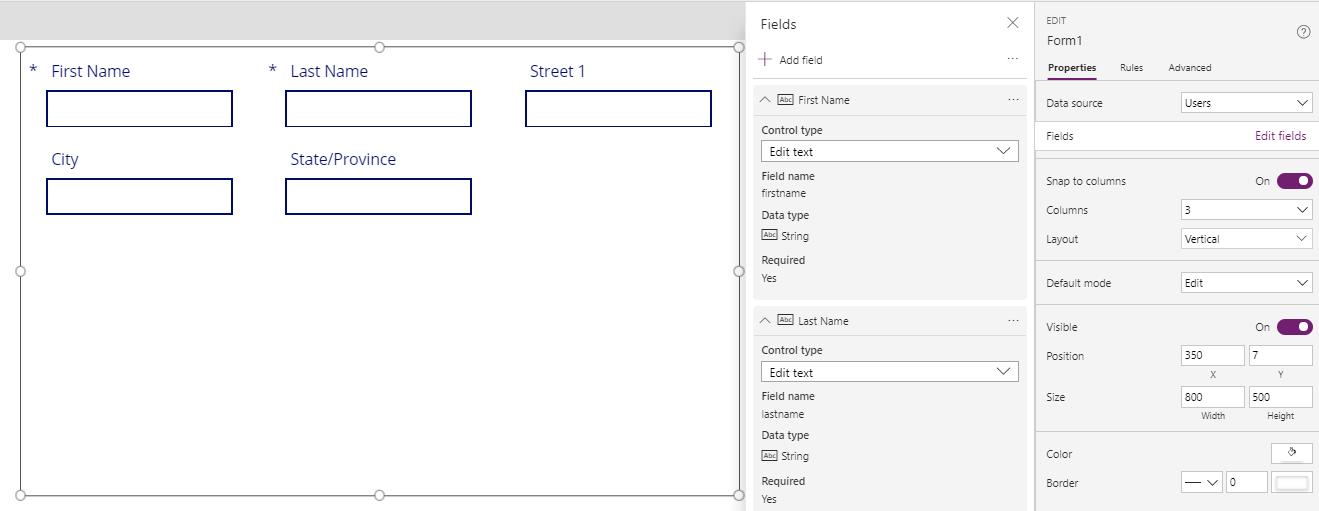 * First Name
* Last Name
Street 1
City
State/Province
Fields
Add field
Abc First Name
Control type
Edit text
Field name
firstname
Data type
Abc String
Required
Yes
Abc Last Name
Control type
Edit text
Field name
lastname
Data type
Abc String
Required
Yes
EDIT
Form1
Properties Rules Advanced
Data source Users
Fields Edit fields
Snap to columns On
Columns 3
Layout Vertical
Default mode Edit
Visible On
Position 350 7
X Y
Size 800 500
Width Height
Color
Border 0